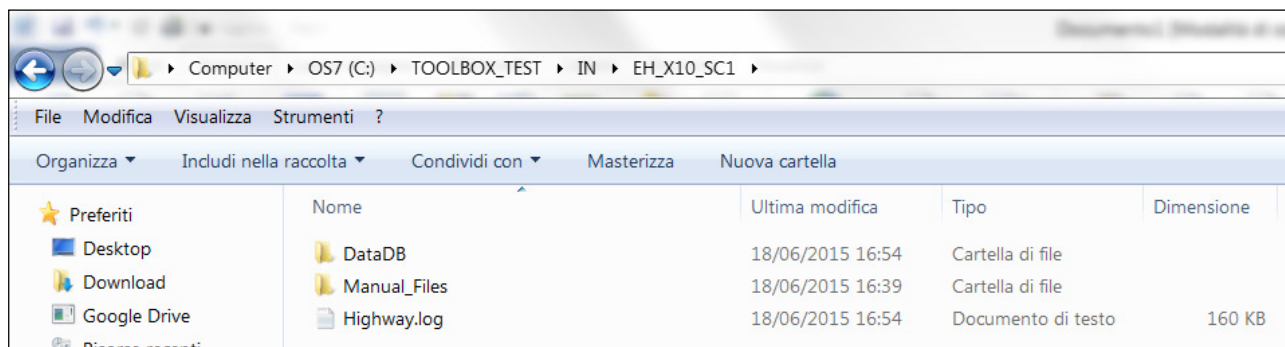 Computer OS7 (C:) TOOLBOX_TEST IN EH_X10_SC1
File Modifica Visualizza Strumenti ?
Organizza Includi nella raccolta Condividi con Masterizza Nuova cartella
Preferiti
Desktop
Download
Google Drive
Nome Ultima modifica Tipo Dimensione
DataDB 18/06/2015 16:54 Cartella di file
Manual_Files 18/06/2015 16:39 Cartella di file
Highway.log 18/06/2015 16:54 Documento di testo 160 KB